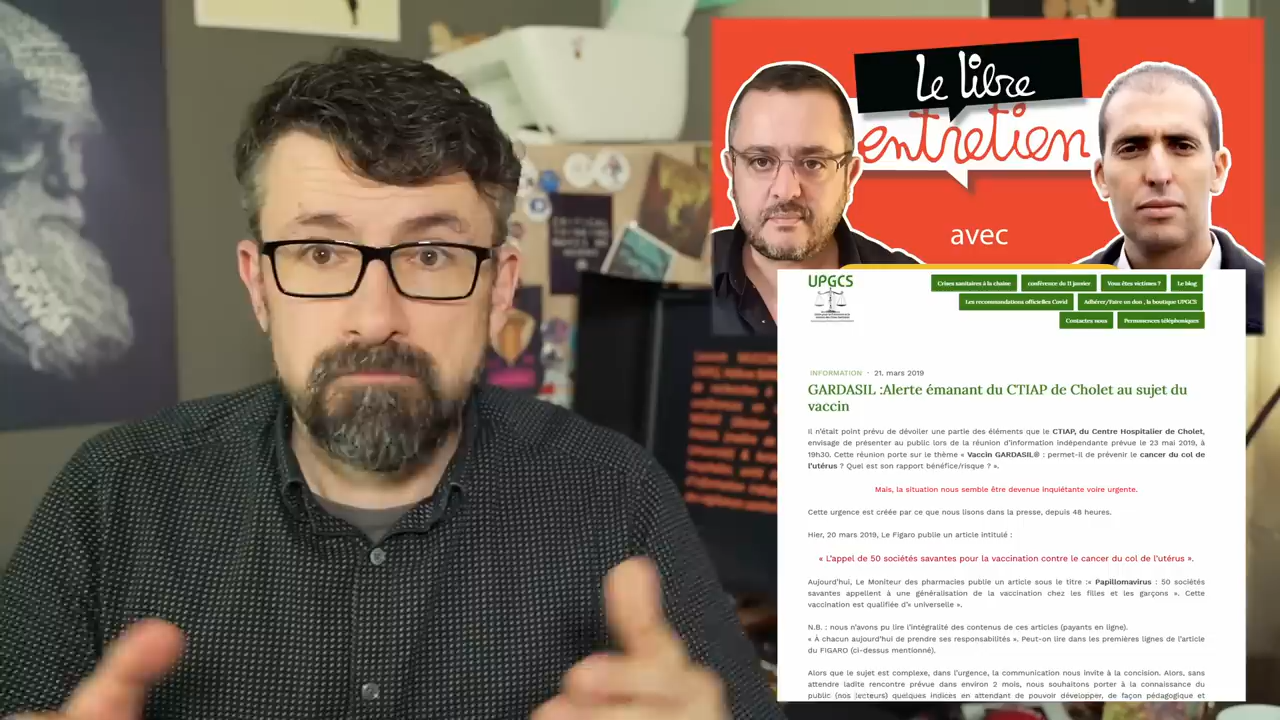 Le libre
entretien
avec
UPGCS
Crises sanitaires à la chaine
conférence du 11 janvier
Vous êtes victimes ?
Le blog
Les recommandations officielles Covid
Adhérer/Faire un don , la boutique UPGCS
Contactez nous
Permanences téléphoniques
INFORMATION · 21. mars 2019
GARDASIL :Alerte émanant du CTIAP de Cholet au sujet du
vaccin
Il n'était point prévu de dévoiler une partie des éléments que le CTIAP, du Centre Hospitalier de Cholet,
envisage de présenter au public lors de la réunion d'information indépendante prévue le 23 mai 2019, à
19h30. Cette réunion porte sur le thème « Vaccin GARDASIL® : permet-il de prévenir le cancer du col de
l'utérus ? Quel est son rapport bénéfice/risque ? ».
Mais, la situation nous semble être devenue inquiétante voire urgente.
Cette urgence est créée par ce que nous lisons dans la presse, depuis 48 heures.
Hier, 20 mars 2019, Le Figaro publie un article intitulé :
« L'appel de 50 sociétés savantes pour la vaccination contre le cancer du col de l'utérus ».
Aujourd'hui, Le Moniteur des pharmacies publie un article sous le titre :« Papillomavirus : 50 sociétés
savantes appellent à une généralisation de la vaccination chez les filles et les garçons ». Cette
vaccination est qualifiée d'« universelle ».
N.B. : nous n'avons pu lire l'intégralité des contenus de ces articles (payants en ligne).
« À chacun aujourd'hui de prendre ses responsabilités ». Peut-on lire dans les premières lignes de l'article
du FIGARO (ci-dessus mentionné).
Alors que le sujet est complexe, dans l'urgence, la communication nous invite à la concision. Alors, sans
attendre ladite rencontre prévue dans environ 2 mois, nous souhaitons porter à la connaissance du
public (nos lecteurs) quelques indices en attendant de pouvoir développer, de façon pédagogique et